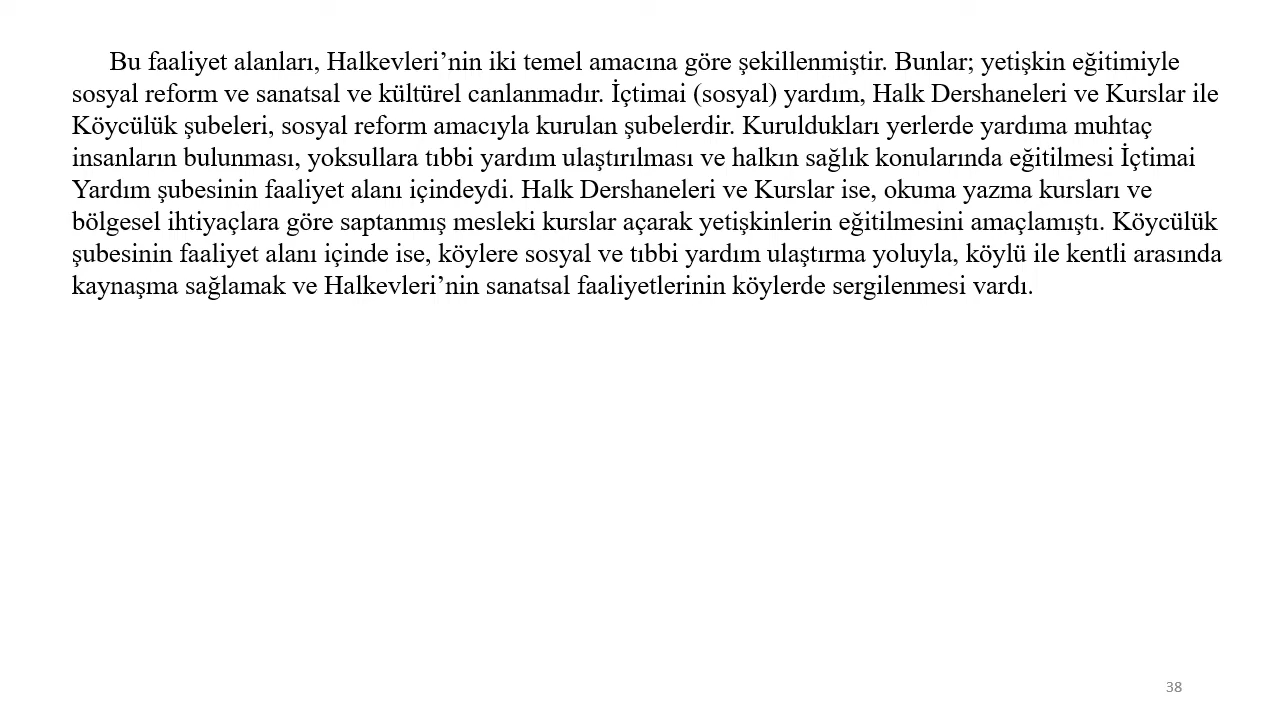 Bu faaliyet alanları, Halkevleri’nin iki temel amacına göre şekillenmiştir. Bunlar; yetişkin eğitimiyle
sosyal reform ve sanatsal ve kültürel canlanmadır. İçtimai (sosyal) yardım, Halk Dershaneleri ve Kurslar ile
Köycülük şubeleri, sosyal reform amacıyla kurulan şubelerdir. Kuruldukları yerlerde yardıma muhtaç
insanların bulunması, yoksullara tıbbi yardım ulaştırılması ve halkın sağlık konularında eğitilmesi İçtimai
Yardım şubesinin faaliyet alanı içindeydi. Halk Dershaneleri ve Kurslar ise, okuma yazma kursları ve
bölgesel ihtiyaçlara göre saptanmış mesleki kurslar açarak yetişkinlerin eğitilmesini amaçlamıştı. Köycülük
şubesinin faaliyet alanı içinde ise, köylere sosyal ve tıbbi yardım ulaştırma yoluyla, köylü ile kentli arasında
kaynaşma sağlamak ve Halkevleri’nin sanatsal faaliyetlerinin köylerde sergilenmesi vardı.
38